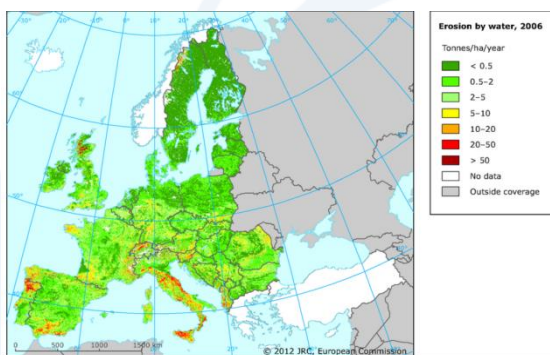 Erosion by water, 2006
Tonnes/ha/year
< 0.5
0.5–2
2–5
5–10
10–20
20–50
> 50
No data
Outside coverage
0 500 1000 1500 km
© 2012 JRC, European Commission